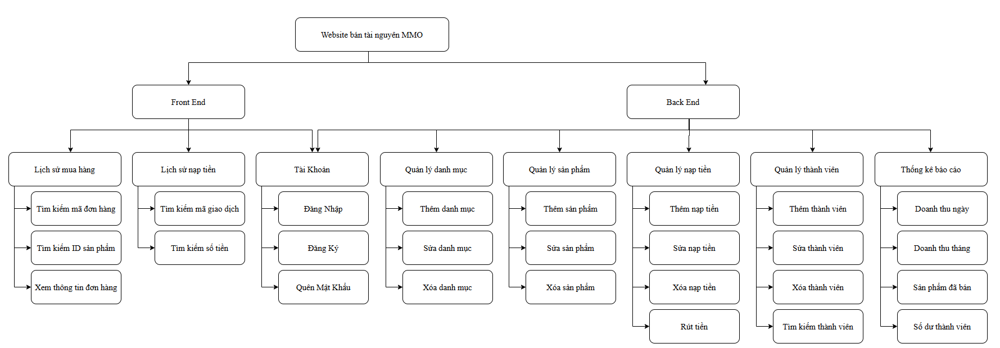 Website bán tài nguyên MMO
Front End
Back End
Lịch sử mua hàng
Lịch sử nạp tiền
Tài Khoản
Quản lý danh mục
Quản lý sản phẩm
Quản lý nạp tiền
Quản lý thành viên
Thống kê báo cáo
Tìm kiếm mã đơn hàng
Tìm kiếm mã giao dịch
Đăng Nhập
Thêm danh mục
Thêm sản phẩm
Thêm nạp tiền
Thêm thành viên
Doanh thu ngày
Tìm kiếm ID sản phẩm
Tìm kiếm số tiền
Đăng Ký
Sửa danh mục
Sửa sản phẩm
Sửa nạp tiền
Sửa thành viên
Doanh thu tháng
Xem thông tin đơn hàng
Quên Mật Khẩu
Xóa danh mục
Xóa sản phẩm
Xóa nạp tiền
Xóa thành viên
Sản phẩm đã bán
Rút tiền
Tìm kiếm thành viên
Số dư thành viên